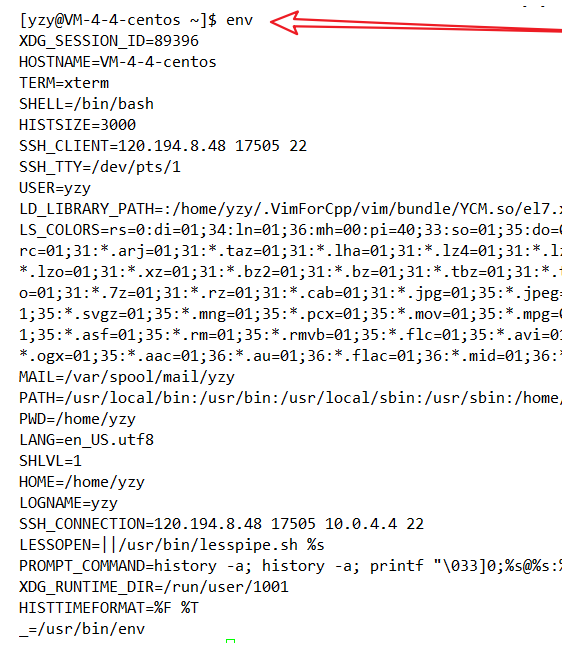 [yzy@VM-4-4-centos ~]$ env
XDG_SESSION_ID=89396
HOSTNAME=VM-4-4-centos
TERM=xterm
SHELL=/bin/bash
HISTSIZE=3000
SSH_CLIENT=120.194.8.48 17505 22
SSH_TTY=/dev/pts/1
USER=yzy
LD_LIBRARY_PATH=:/home/yzy/.VimForCpp/vim/bundle/YCM.so/el7.x
LS_COLORS=rs=0:di=01;34:ln=01;36:mh=00:pi=40;33:so=01;35:do=0
rc=01;31:*.arj=01;31:*.taz=01;31:*.lha=01;31:*.lz4=01;31:*.lz
*.lzo=01;31:*.xz=01;31:*.bz2=01;31:*.bz=01;31:*.tbz=01;31:*.t
o=01;31:*.7z=01;31:*.rz=01;31:*.cab=01;31:*.jpg=01;35:*.jpeg=
1;35:*.svgz=01;35:*.mng=01;35:*.pcx=01;35:*.mov=01;35:*.mpg=0
1;35:*.asf=01;35:*.rm=01;35:*.rmvb=01;35:*.flc=01;35:*.avi=01
*.ogx=01;35:*.aac=01;36:*.au=01;36:*.flac=01;36:*.mid=01;36:*
MAIL=/var/spool/mail/yzy
PATH=/usr/local/bin:/usr/bin:/usr/local/sbin:/usr/sbin:/home/
PWD=/home/yzy
LANG=en_US.utf8
SHLVL=1
HOME=/home/yzy
LOGNAME=yzy
SSH_CONNECTION=120.194.8.48 17505 10.0.4.4 22
LESSOPEN=||/usr/bin/lesspipe.sh %s
PROMPT_COMMAND=history -a; history -a; printf "\033]0;%s@%s:%
XDG_RUNTIME_DIR=/run/user/1001
HISTTIMEFORMAT=%F %T
_=/usr/bin/env